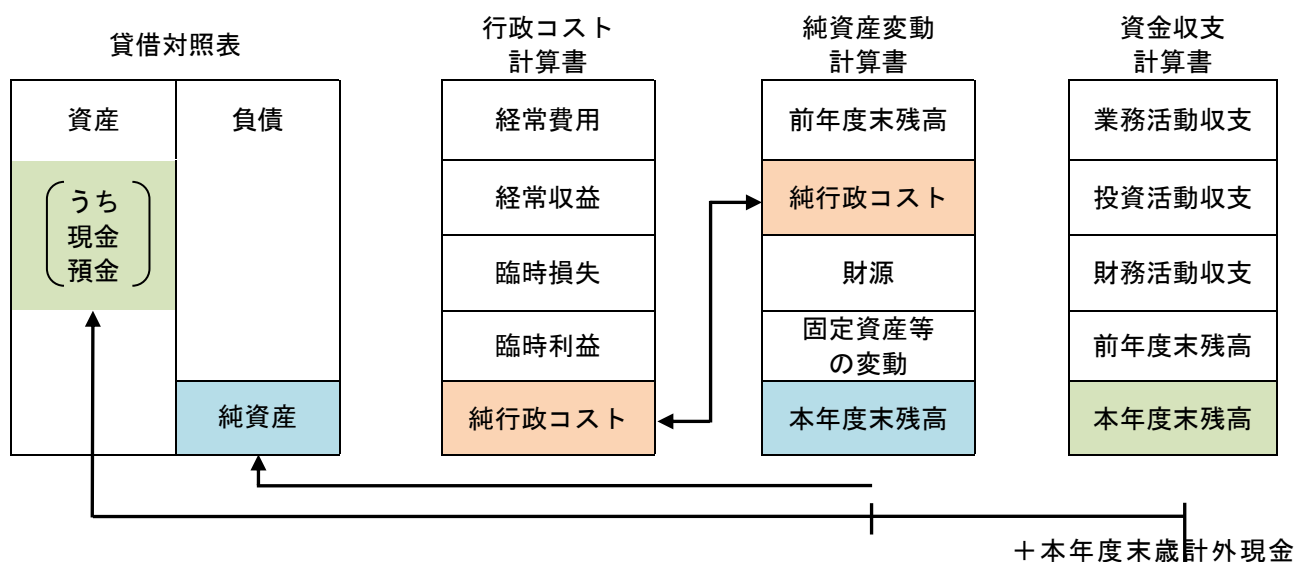 貸借対照表
資産
負債
うち
現金
預金
純資産
行政コスト
計算書
経常費用
経常収益
臨時損失
臨時利益
純行政コスト
純資産変動
計算書
前年度末残高
純行政コスト
財源
固定資産等
の変動
本年度末残高
資金収支
計算書
業務活動収支
投資活動収支
財務活動収支
前年度末残高
本年度末残高
＋本年度末歳計外現金